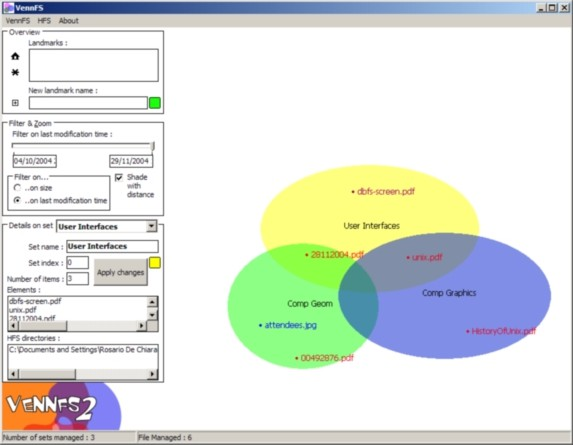 VennFS
VennFS HFS About
Overview
Landmarks :
New landmark name :
Filter & Zoom
Filter on last modification time :
04/10/2004
29/11/2004
Filter on...
..on size
..on last modification time
Shade
with
distance
Details on set
User Interfaces
Set name : User Interfaces
Set index : 0
Number of items : 3
Apply changes
Elements :
dbfs-screen.pdf
unix.pdf
28112004.pdf
HFS directories :
C:\Documents and Settings\Rosario De Chiara
VENNFS2
Number of sets managed : 3
File Managed : 6
dbfs-screen.pdf
User Interfaces
28112004.pdf
unix.pdf
Comp Geom
Comp Graphics
attendees.jpg
HistoryOfUnix.pdf
00492876.pdf